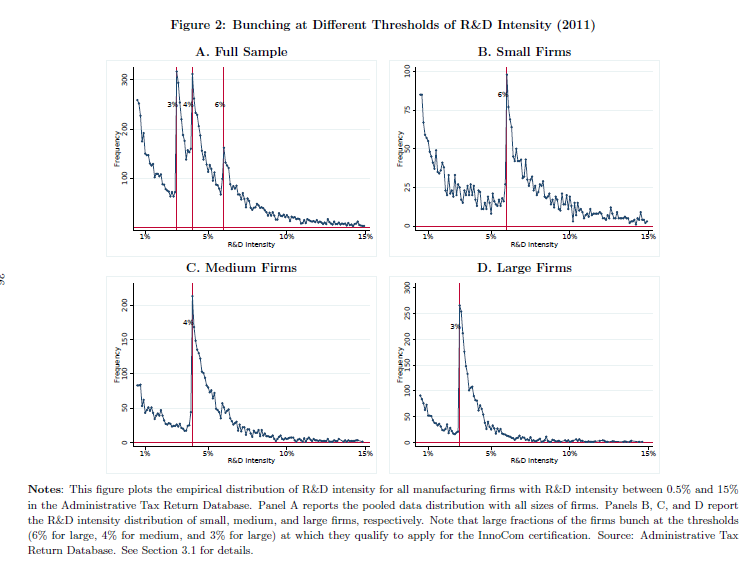 Figure 2: Bunching at Different Thresholds of R&D Intensity (2011)
A. Full Sample
B. Small Firms
Frequency
300
200
100
3%
4%
6%
1%
5%
10%
15%
R&D Intensity
Frequency
100
75
50
25
0
6%
1%
5%
10%
15%
R&D Intensity
26
C. Medium Firms
D. Large Firms
Frequency
200
150
100
50
0
4%
1%
5%
10%
15%
R&D Intensity
Frequency
300
250
200
150
100
50
0
3%
1%
5%
10%
15%
R&D Intensity
Notes: This figure plots the empirical distribution of R&D intensity for all manufacturing firms with R&D intensity between 0.5% and 15%
in the Administrative Tax Return Database. Panel A reports the pooled data distribution with all sizes of firms. Panels B, C, and D report
the R&D intensity distribution of small, medium, and large firms, respectively. Note that large fractions of the firms bunch at the thresholds
(6% for large, 4% for medium, and 3% for large) at which they qualify to apply for the InnoCom certification. Source: Administrative Tax
Return Database. See Section 3.1 for details.